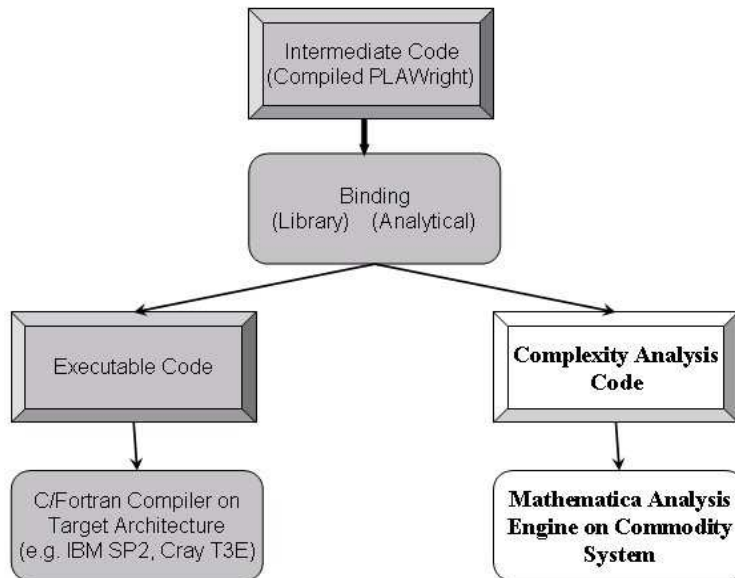 Intermediate Code
(Compiled PLAWright)
Binding
(Library) (Analytical)
Executable Code
Complexity Analysis
Code
C/Fortran Compiler on
Target Architecture
(e.g. IBM SP2, Cray T3E)
Mathematica Analysis
Engine on Commodity
System